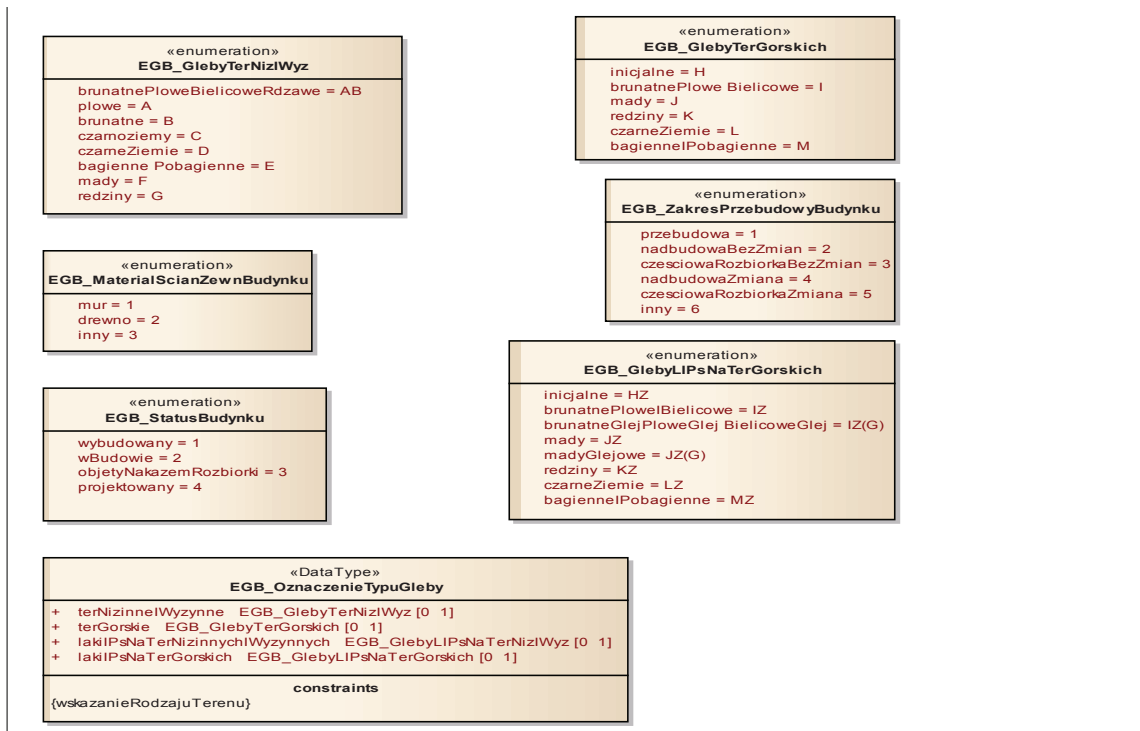 «enumeration»
EGB_GlebyTerNizIWyz
brunatnePloweBielicoweRdzawe = AB
plowe = A
brunatne = B
czarnoziemy = C
czarneZiemie = D
bagienne Pobagienne = E
mady = F
redziny = G
«enumeration»
EGB_GlebyTerGorskich
inicjalne = H
brunatnePlowe Bielicowe = I
mady = J
redziny = K
czarneZiemie = L
bagienneIPobagienne = M
«enumeration»
EGB_ZakresPrzebudowyBudynku
przebudowa = 1
nadbudowaBezZmian = 2
czesciowaRozbiorkaBezZmian = 3
nadbudowaZmiana = 4
czesciowaRozbiorkaZmiana = 5
inny = 6
«enumeration»
EGB_MaterialScianZewnBudynku
mur = 1
drewno = 2
inny = 3
«enumeration»
EGB_GlebyLIPsNaTerGorskich
inicjalne = HZ
brunatnePloweIBielicowe = IZ
brunatneGlejPloweGlej BielicoweGlej = IZ(G)
mady = JZ
madyGlejowe = JZ(G)
redziny = KZ
czarneZiemie = LZ
bagienneIPobagienne = MZ
«enumeration»
EGB_StatusBudynku
wybudowany = 1
wBudowie = 2
objetyNakazemRozbiorki = 3
projektowany = 4
«DataType»
EGB_OznaczenieTypuGleby
+ terNizinneIWyzynne EGB_GlebyTerNizIWyz [0 1]
+ terGorskie EGB_GlebyTerGorskich [0 1]
+ lakiIPsNaTerNizinnychIWyzynnych EGB_GlebyLIPsNaTerNizIWyz [0 1]
+ lakiIPsNaTerGorskich EGB_GlebyLIPsNaTerGorskich [0 1]
constraints
{wskazanieRodzajuTerenu}